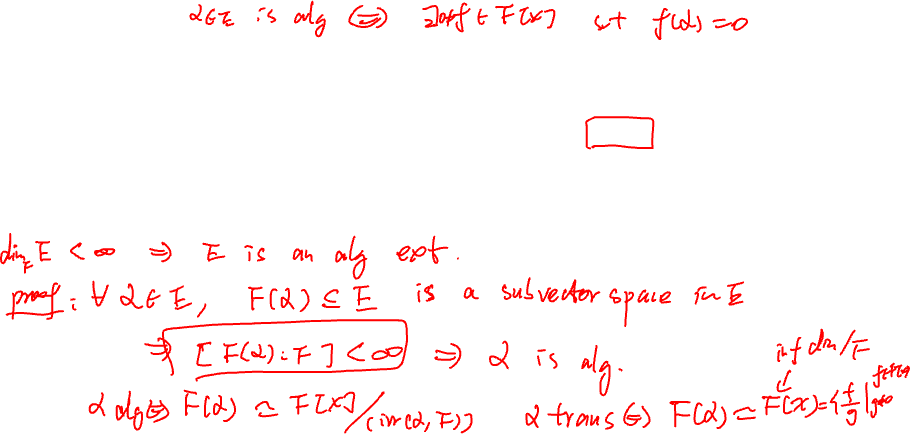 α∈E is alg ⇔ ∃0≠f∈F[x] st f(α)=0
dim_F E < ∞ ⇒ E is an alg ext.
proof: ∀ α∈E, F(α) ⊆ E is a subvector space in E
⇒ [F(α):F] < ∞ ⇒ α is alg.
inf dim/F
α alg ⇔ F(α) ≃ F[x]/(irr(α,F)) α trans ⇔ F(α) ≃ F(x) = {f/g |